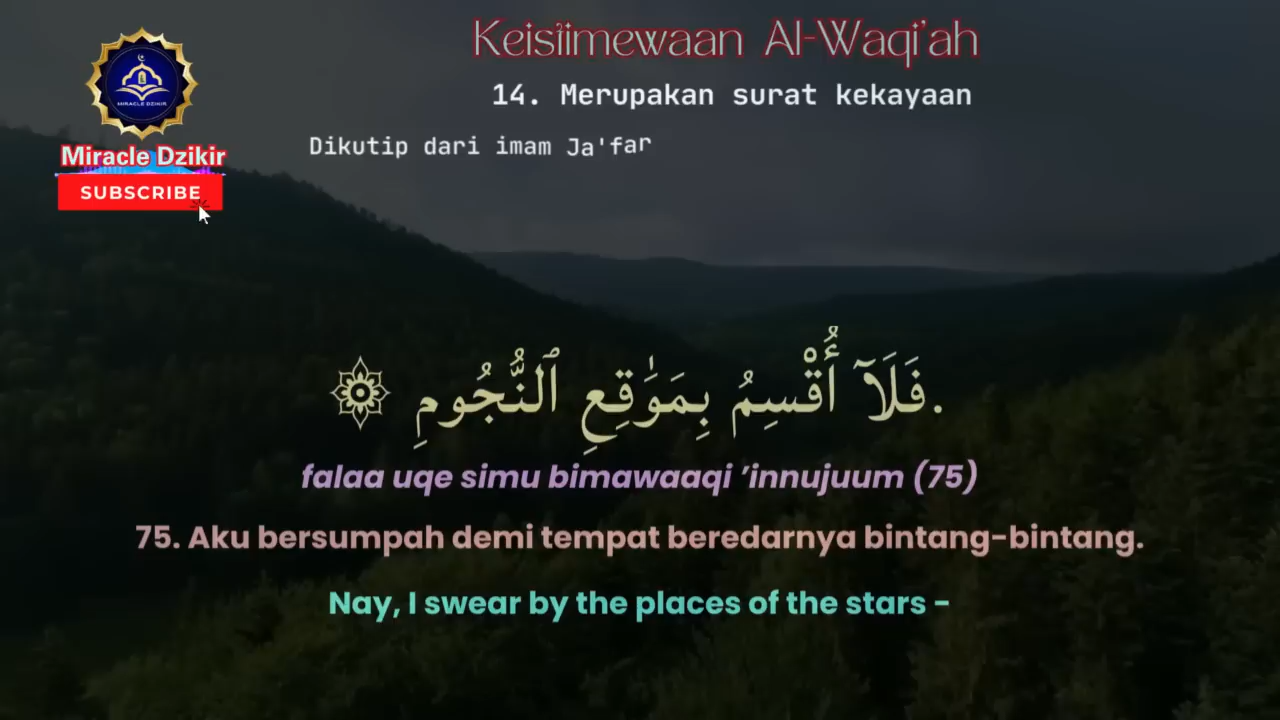 Keistimewaan Al-Waqi'ah
14. Merupakan surat kekayaan
Dikutip dari imam Ja'far
MIRACLE DZIKIR
Miracle Dzikir
SUBSCRIBE
فَلَآ أُقْسِمُ بِمَوَٰقِعِ ٱلنُّجُومِ ۞.
falaa uqe simu bimawaaqi ’innujuum (75)
75. Aku bersumpah demi tempat beredarnya bintang-bintang.
Nay, I swear by the places of the stars -